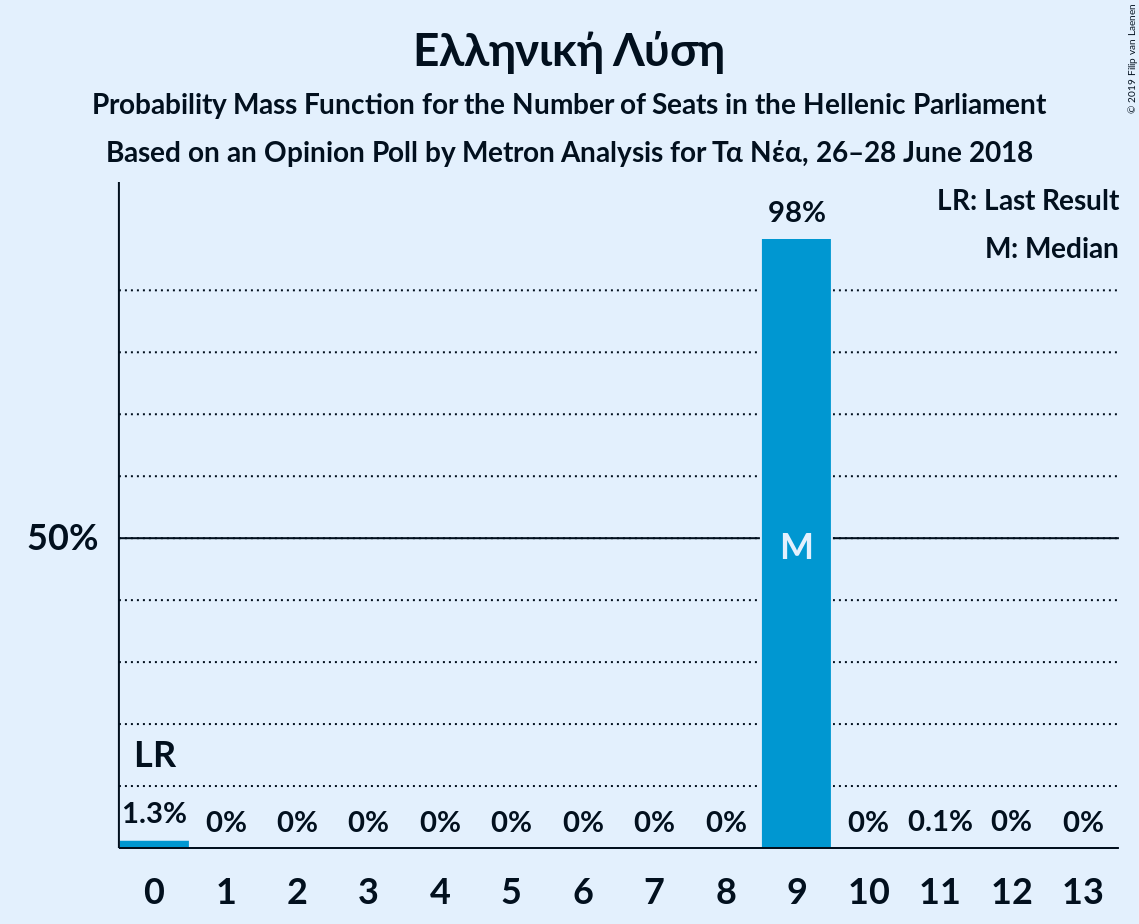 Ελληνική Λύση
Probability Mass Function for the Number of Seats in the Hellenic Parliament
Based on an Opinion Poll by Metron Analysis for Τα Νέα, 26–28 June 2018
© 2019 Filip van Laenen
LR: Last Result
M: Median
98%
50%
M
LR
1.3% 0% 0% 0% 0% 0% 0% 0% 0% 0% 0.1% 0% 0%
0 1 2 3 4 5 6 7 8 9 10 11 12 13